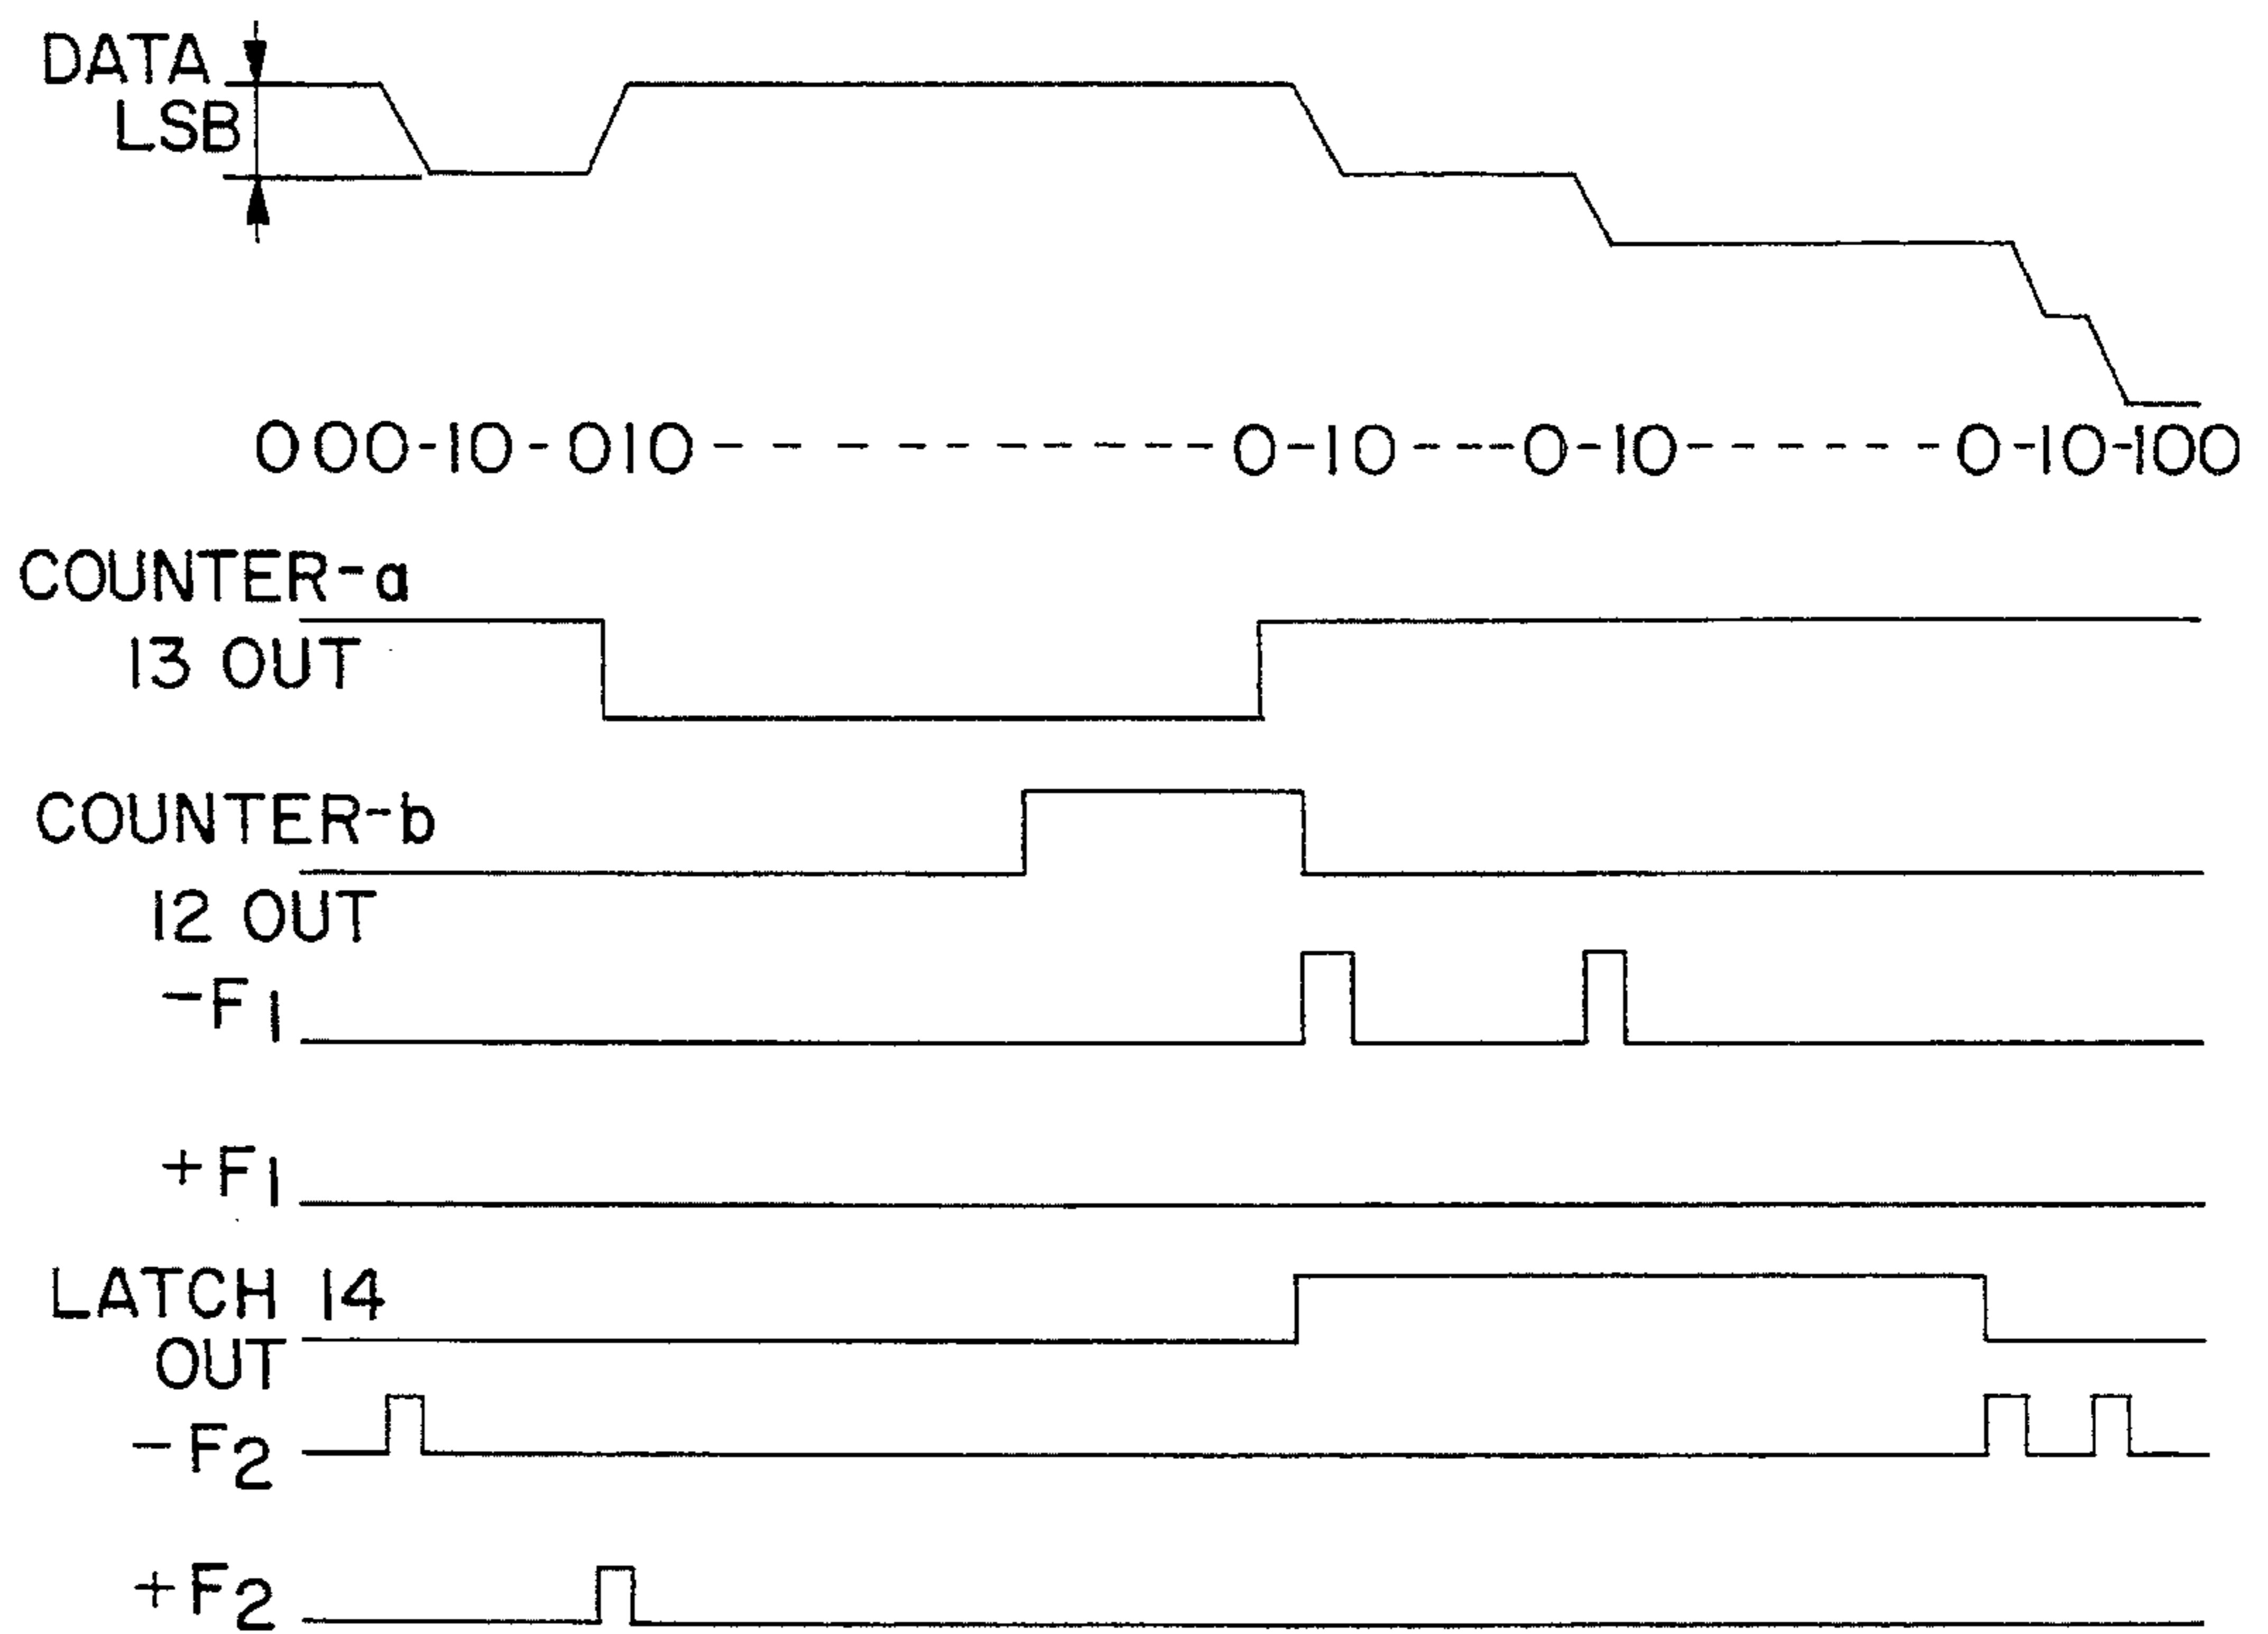 DATA
LSB
000-10-010-------------0-10----0-10-------0-10-100
COUNTER-a
13 OUT
COUNTER-b
12 OUT
-F1
+F1
LATCH 14
OUT
-F2
+F2